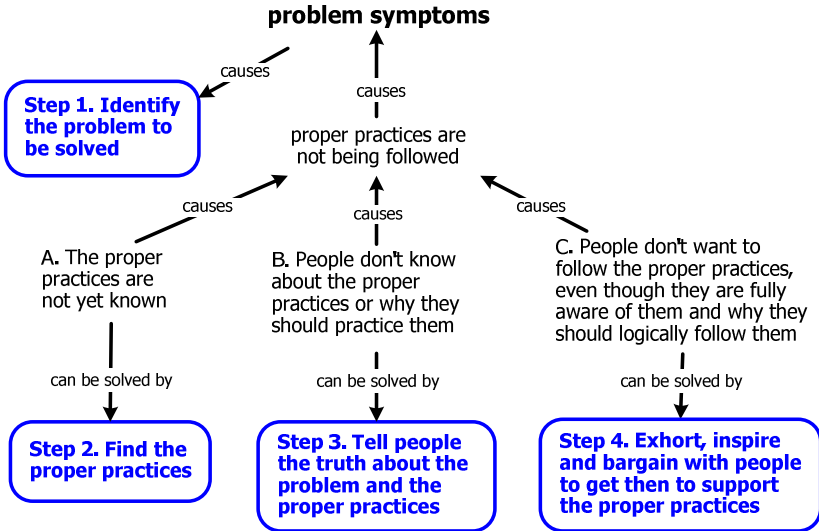 problem symptoms
causes
Step 1. Identify
the problem to
be solved
causes
proper practices are
not being followed
causes
causes
causes
A. The proper
practices are
not yet known
B. People don't know
about the proper
practices or why they
should practice them
C. People don't want to
follow the proper practices,
even though they are fully
aware of them and why they
should logically follow them
can be solved by
can be solved by
can be solved by
Step 2. Find the
proper practices
Step 3. Tell people
the truth about the
problem and the
proper practices
Step 4. Exhort, inspire
and bargain with people
to get then to support
the proper practices